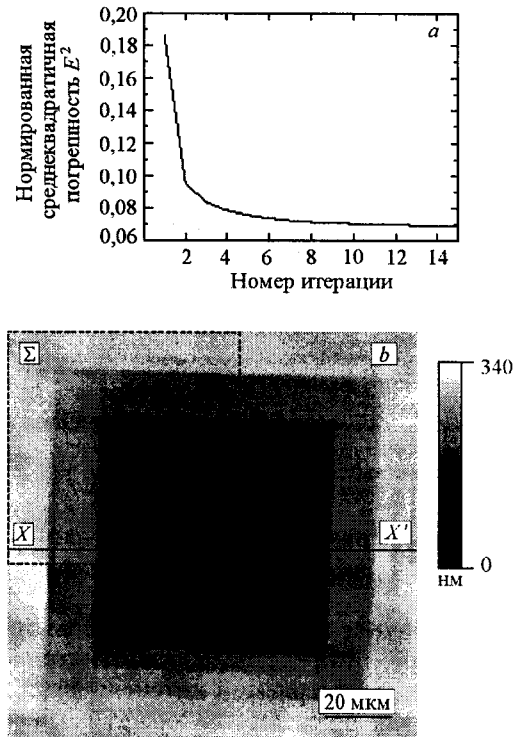 0,20
0,18
0,16
0,14
0,12
0,10
0,08
0,06
a
Нормированная
среднеквадратичная
погрешность E²
2 4 6 8 10 12 14
Номер итерации
Σ
b
340
X
X'
0
нм
20 мкм